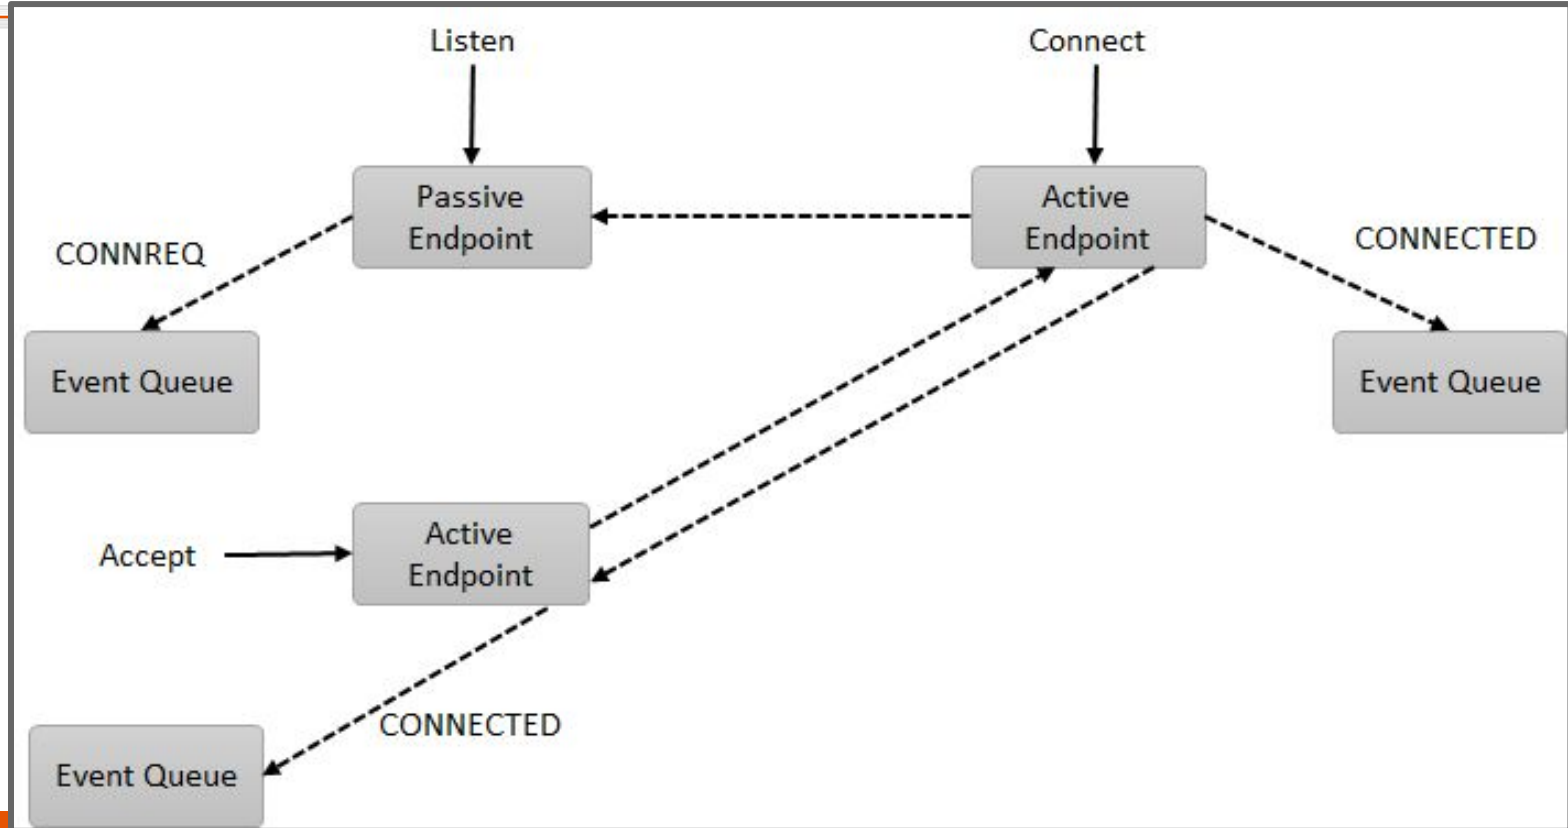 Listen
Connect
Passive
Endpoint
Active
Endpoint
CONNREQ
CONNECTED
Event Queue
Event Queue
Accept
Active
Endpoint
CONNECTED
Event Queue